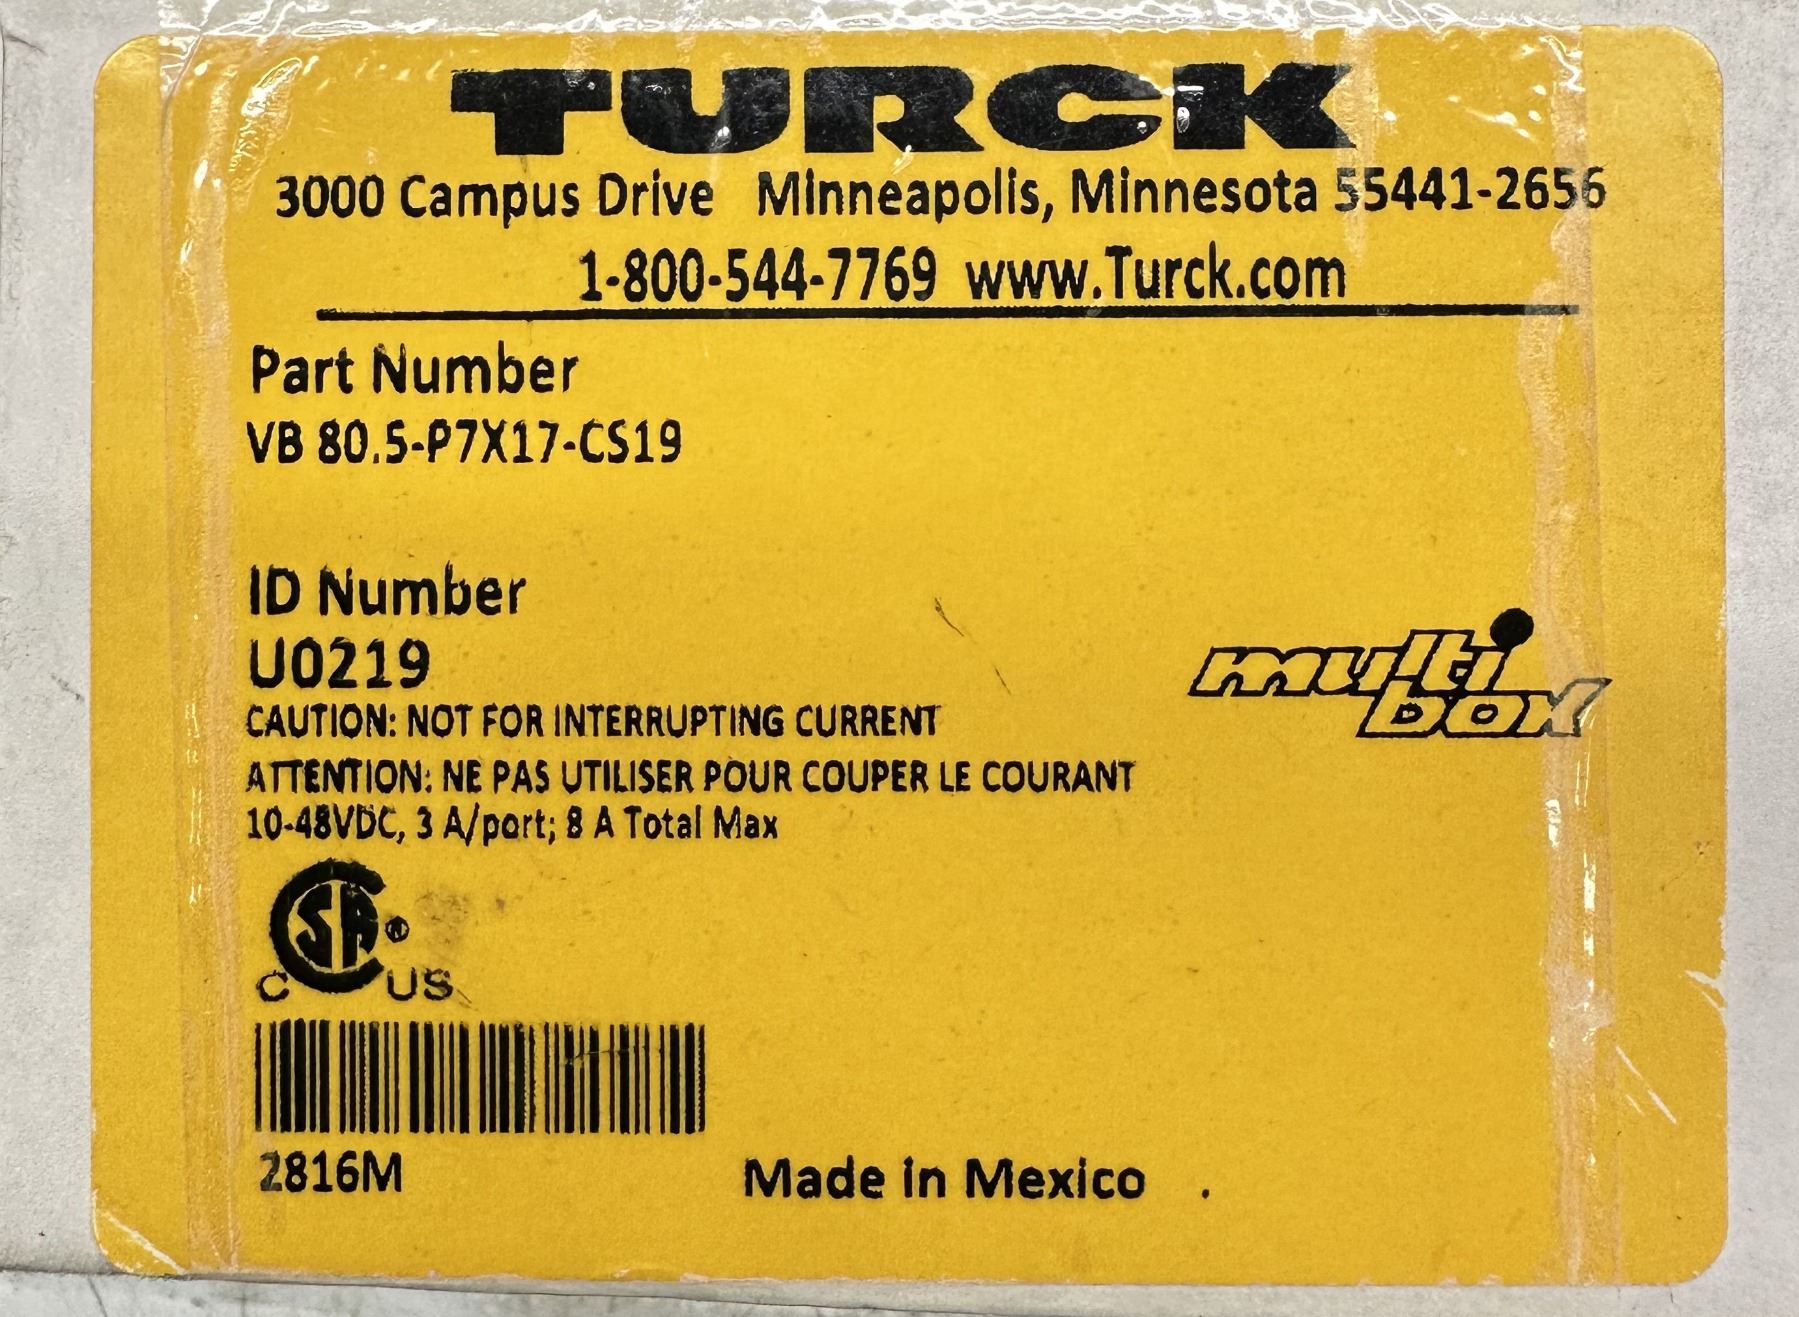 TURCK
3000 Campus Drive Minneapolis, Minnesota 55441-2656
1-800-544-7769 www.Turck.com
Part Number
VB 80.5-P7X17-CS19
ID Number
U0219
multi
box
CAUTION: NOT FOR INTERRUPTING CURRENT
ATTENTION: NE PAS UTILISER POUR COUPER LE COURANT
10-48VDC, 3 A/port; 8 A Total Max
CSA®
C US
2816M
Made in Mexico .